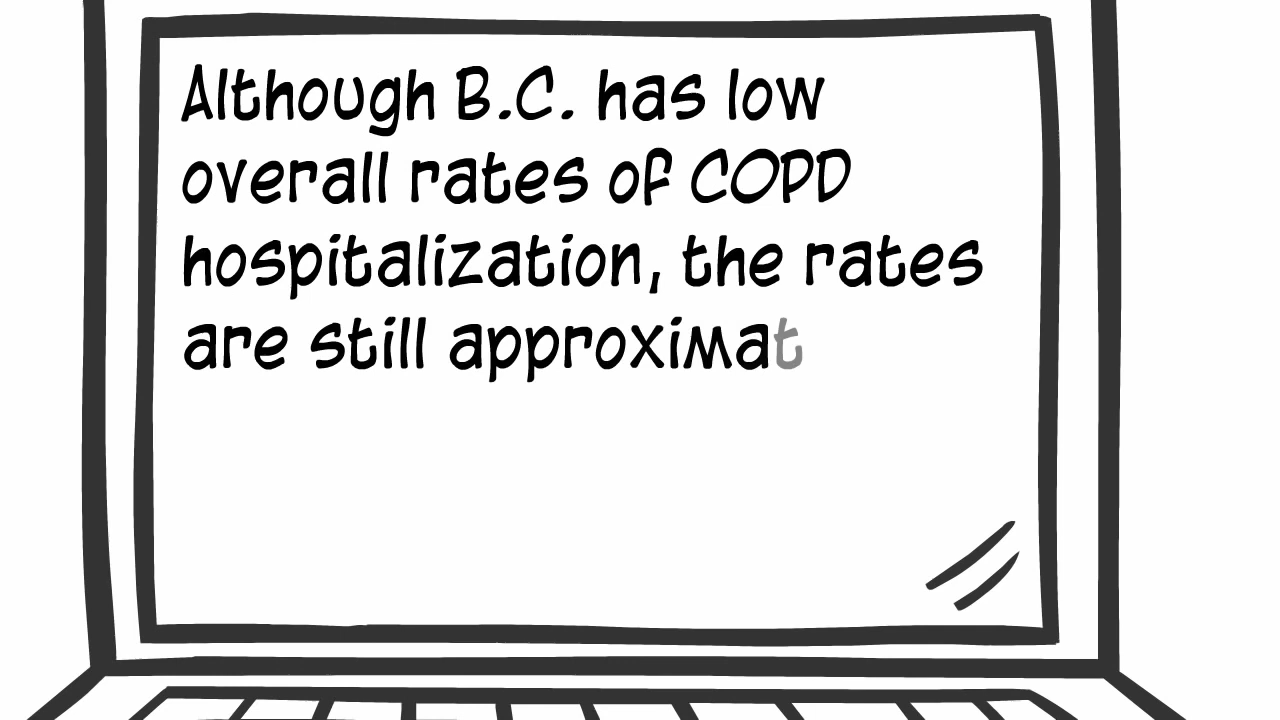 Although B.C. has low
overall rates of COPD
hospitalization, the rates
are still approximat